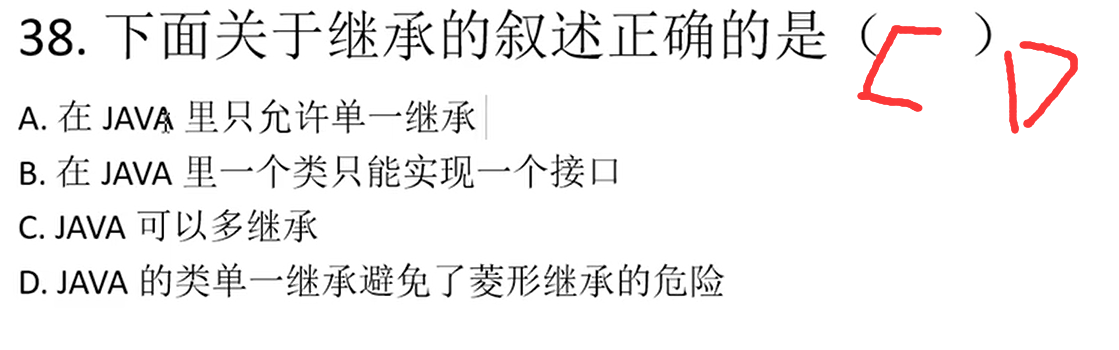 38. 下面关于继承的叙述正确的是（ C D ）
A. 在 JAVA 里只允许单一继承
B. 在 JAVA 里一个类只能实现一个接口
C. JAVA 可以多继承
D. JAVA 的类单一继承避免了菱形继承的危险